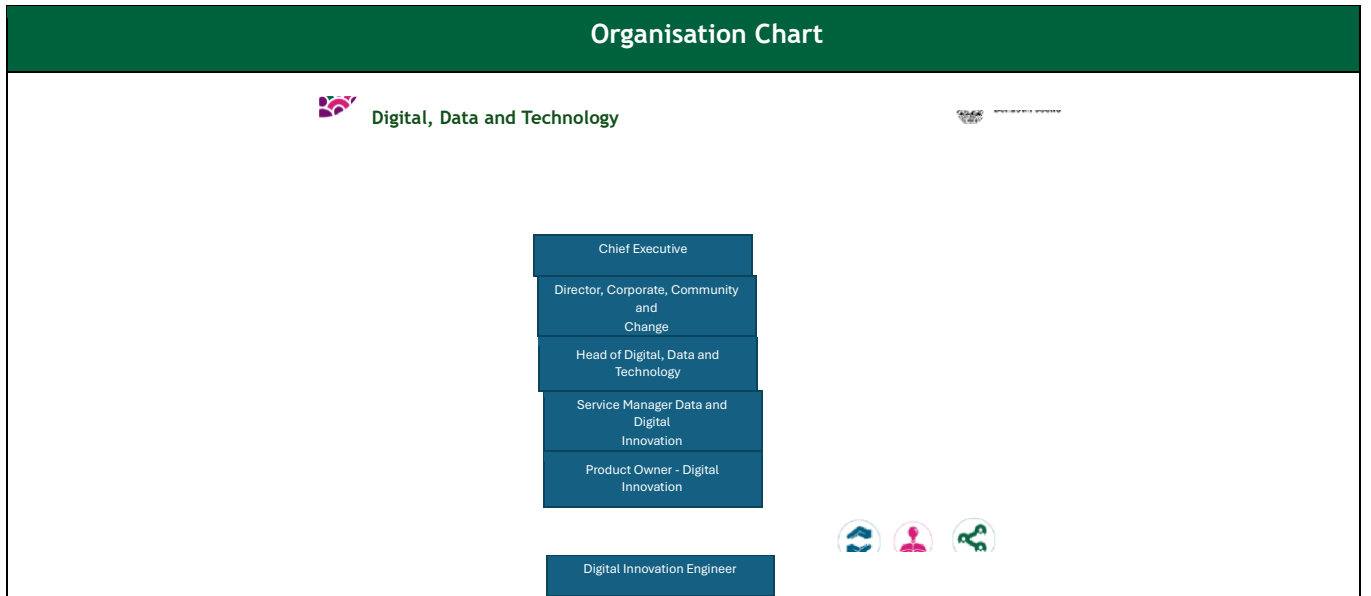 Organisation Chart
Digital, Data and Technology
Chief Executive
Director, Corporate, Community
and
Change
Head of Digital, Data and
Technology
Service Manager Data and
Digital
Innovation
Product Owner - Digital
Innovation
Digital Innovation Engineer